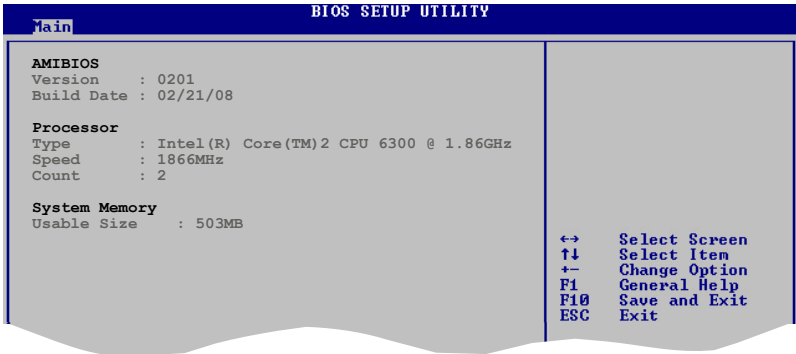 BIOS SETUP UTILITY
Main
AMIBIOS
Version : 0201
Build Date : 02/21/08
Processor
Type : Intel(R) Core(TM)2 CPU 6300 @ 1.86GHz
Speed : 1866MHz
Count : 2
System Memory
Usable Size : 503MB
←→ Select Screen
↑↓ Select Item
+- Change Option
F1 General Help
F10 Save and Exit
ESC Exit